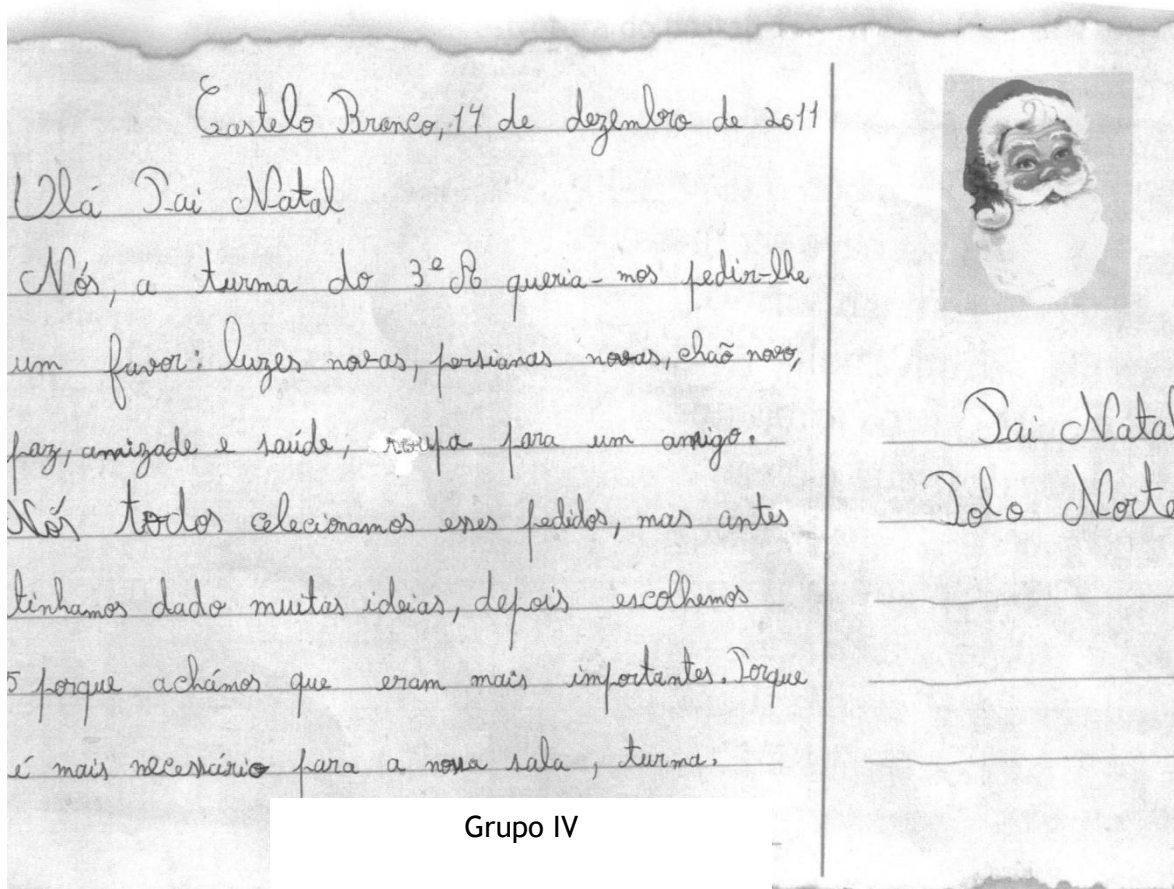 Castelo Branco, 14 de dezembro de 2011
Olá Pai Natal
Nós, a turma do 3º A queria-mos pedir-lhe
um favor: luzes novas, persianas novas, chaõ novo,
paz, amizade e saúde, roupa para um amigo.
Nós todos celecionamos esses pedidos, mas antes
tinhamos dado muitas ideias, depois escolhemos
5 porque achámos que eram mais importantes. Porque
é mais necessário para a nossa sala, turma.
Pai Natal
Polo Norte
Grupo IV